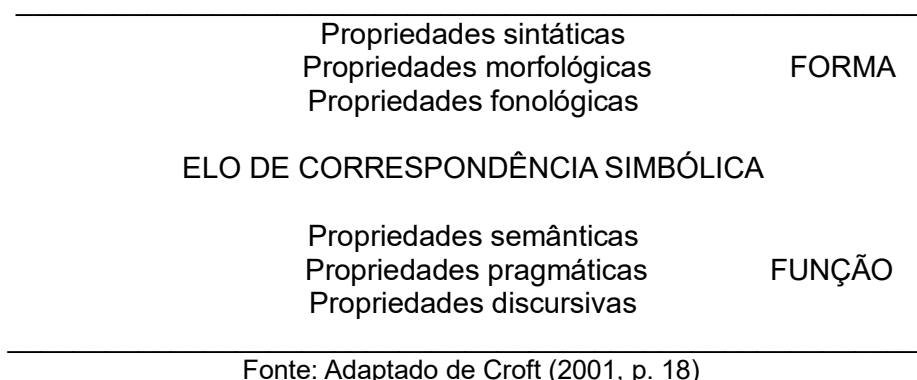 Propriedades sintáticas
Propriedades morfológicas FORMA
Propriedades fonológicas
ELO DE CORRESPONDÊNCIA SIMBÓLICA
Propriedades semânticas
Propriedades pragmáticas FUNÇÃO
Propriedades discursivas
Fonte: Adaptado de Croft (2001, p. 18)